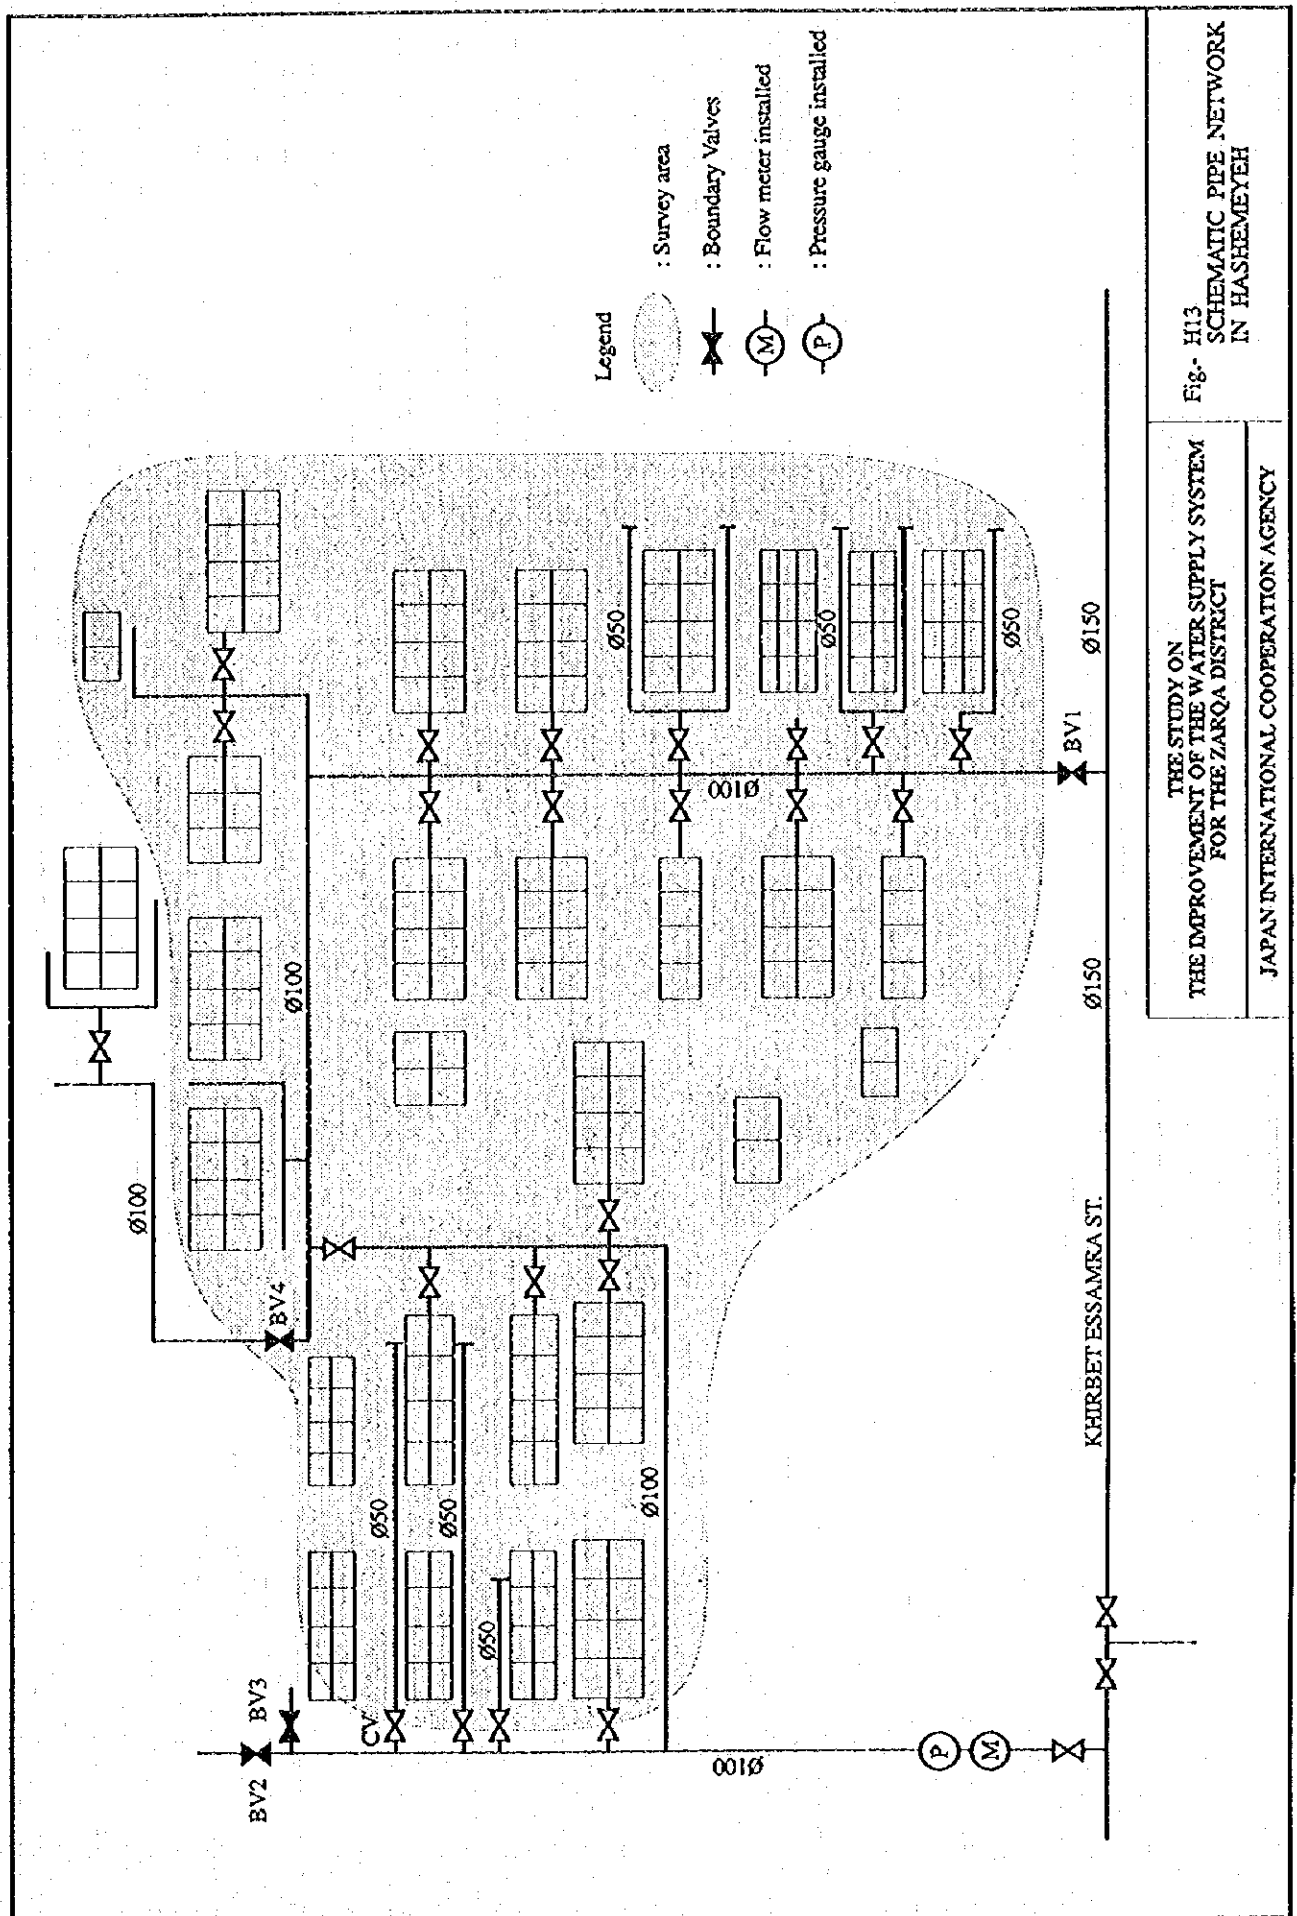 BV2
BV3
BV4
CV
Ø100
Ø100
Ø50
Ø50
Ø50
Ø100
Ø100
Ø100
Ø50
Ø50
Ø50
BV1
Ø150
Ø150
P
M
KHIRBET ESSAMRA ST.
Legend
: Survey area
: Boundary Valves
M
: Flow meter installed
P
: Pressure gauge installed
THE STUDY ON
THE IMPROVEMENT OF THE WATER SUPPLY SYSTEM
FOR THE ZARQA DISTRICT
JAPAN INTERNATIONAL COOPERATION AGENCY
Fig.- H13
SCHEMATIC PIPE NETWORK
IN HASHEMEYEH